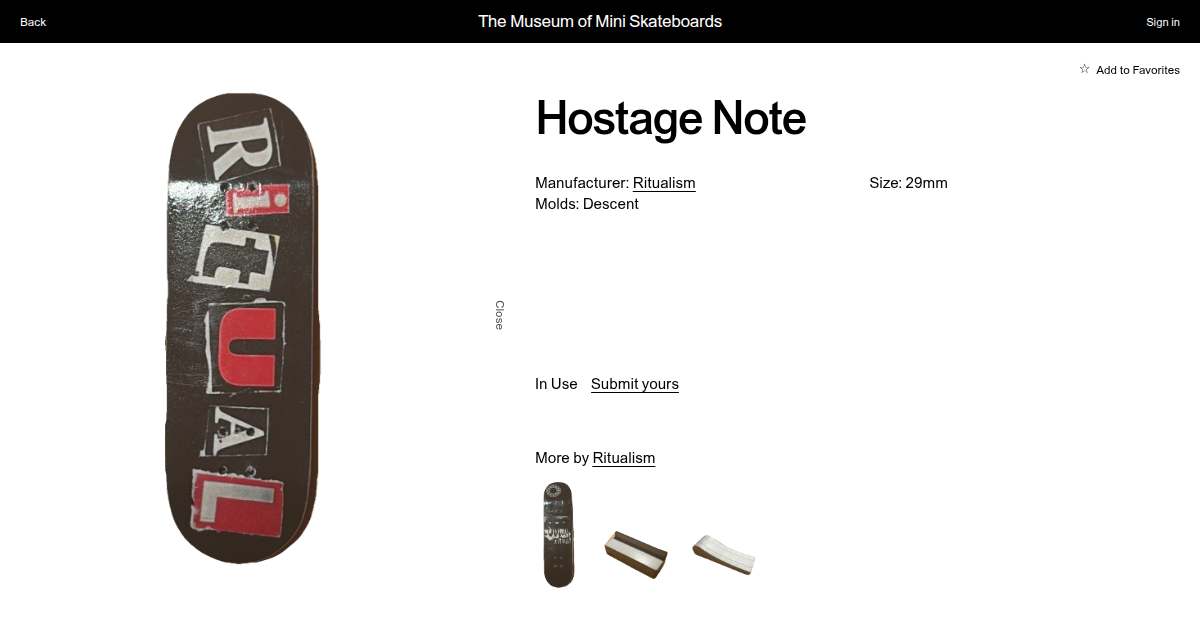 Back
The Museum of Mini Skateboards
Sign in
☆ Add to Favorites
RiTUAL
Hostage Note
Manufacturer: Ritualism
Size: 29mm
Molds: Descent
Close
In Use Submit yours
More by Ritualism